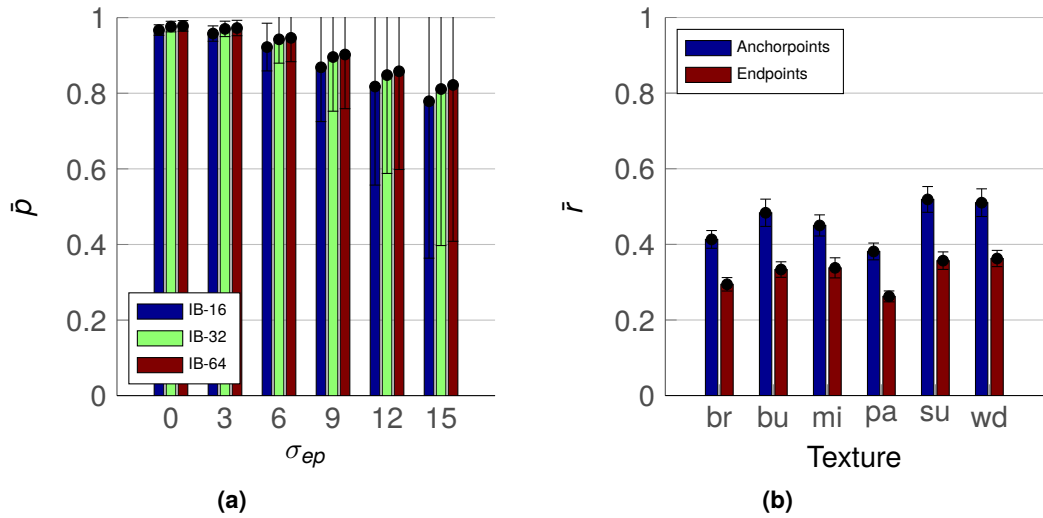 1
0.8
0.6
0.4
0.2
0
p̄
IB-16
IB-32
IB-64
0 3 6 9 12 15
σep
(a)
1
0.8
0.6
0.4
0.2
0
r̄
Anchorpoints
Endpoints
br bu mi pa su wd
Texture
(b)